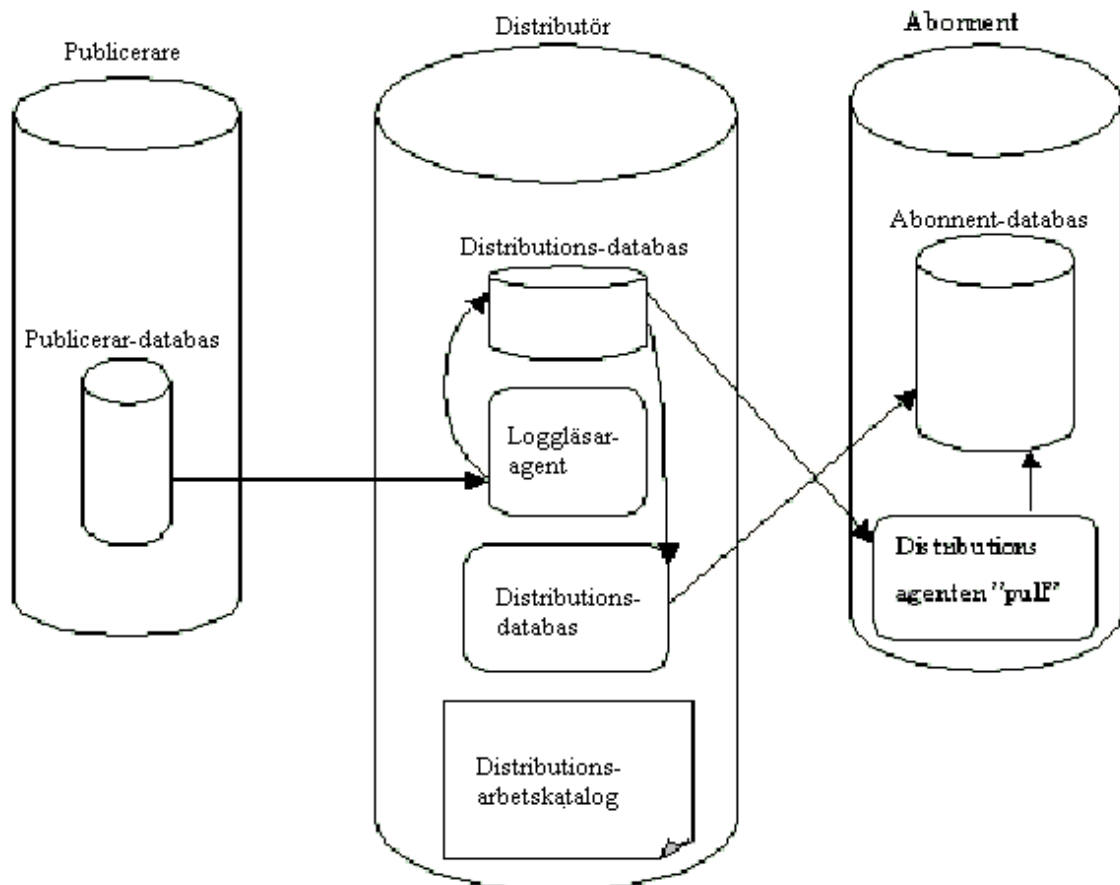 Publicerare
Distributör
Abonnent
Publicerar-databas
Distributions-databas
Loggläsar-
agent
Distributions-
databas
Distributions-
arbetskatalog
Abonnent-databas
Distributions
agenten ”pull”